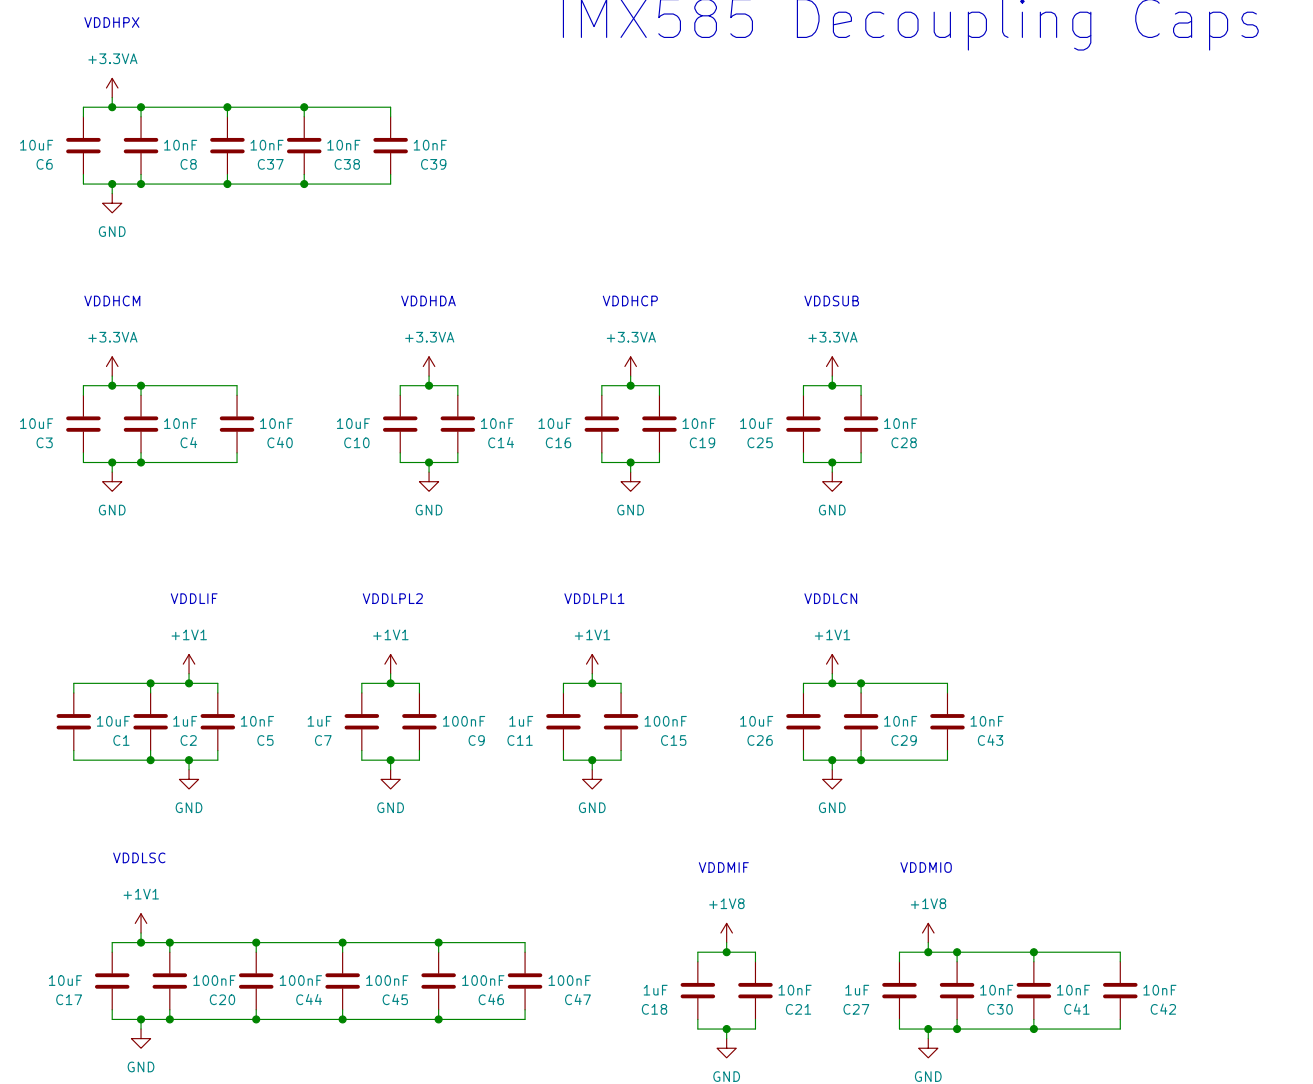 IMX585 Decoupling Caps
VDDHPX
+3.3VA
10uF 10nF 10nF 10nF 10nF
C6 C8 C37 C38 C39
GND
VDDHCM VDDHDA VDDHCP VDDSUB
+3.3VA +3.3VA +3.3VA +3.3VA
10uF 10nF 10nF 10uF 10nF 10uF 10nF 10uF 10nF
C3 C4 C40 C10 C14 C16 C19 C25 C28
GND GND GND GND
VDDLIF VDDLPL2 VDDLPL1 VDDLCN
+1V1 +1V1 +1V1 +1V1
10uF 1uF 10nF 1uF 100nF 1uF 100nF 10uF 10nF 10nF
C1 C2 C5 C7 C9 C11 C15 C26 C29 C43
GND GND GND GND
VDDLSC
+1V1
10uF 100nF 100nF 100nF 100nF 100nF
C17 C20 C44 C45 C46 C47
GND
VDDMIF VDDMIO
+1V8 +1V8
1uF 10nF 1uF 10nF 10nF 10nF
C18 C21 C27 C30 C41 C42
GND GND